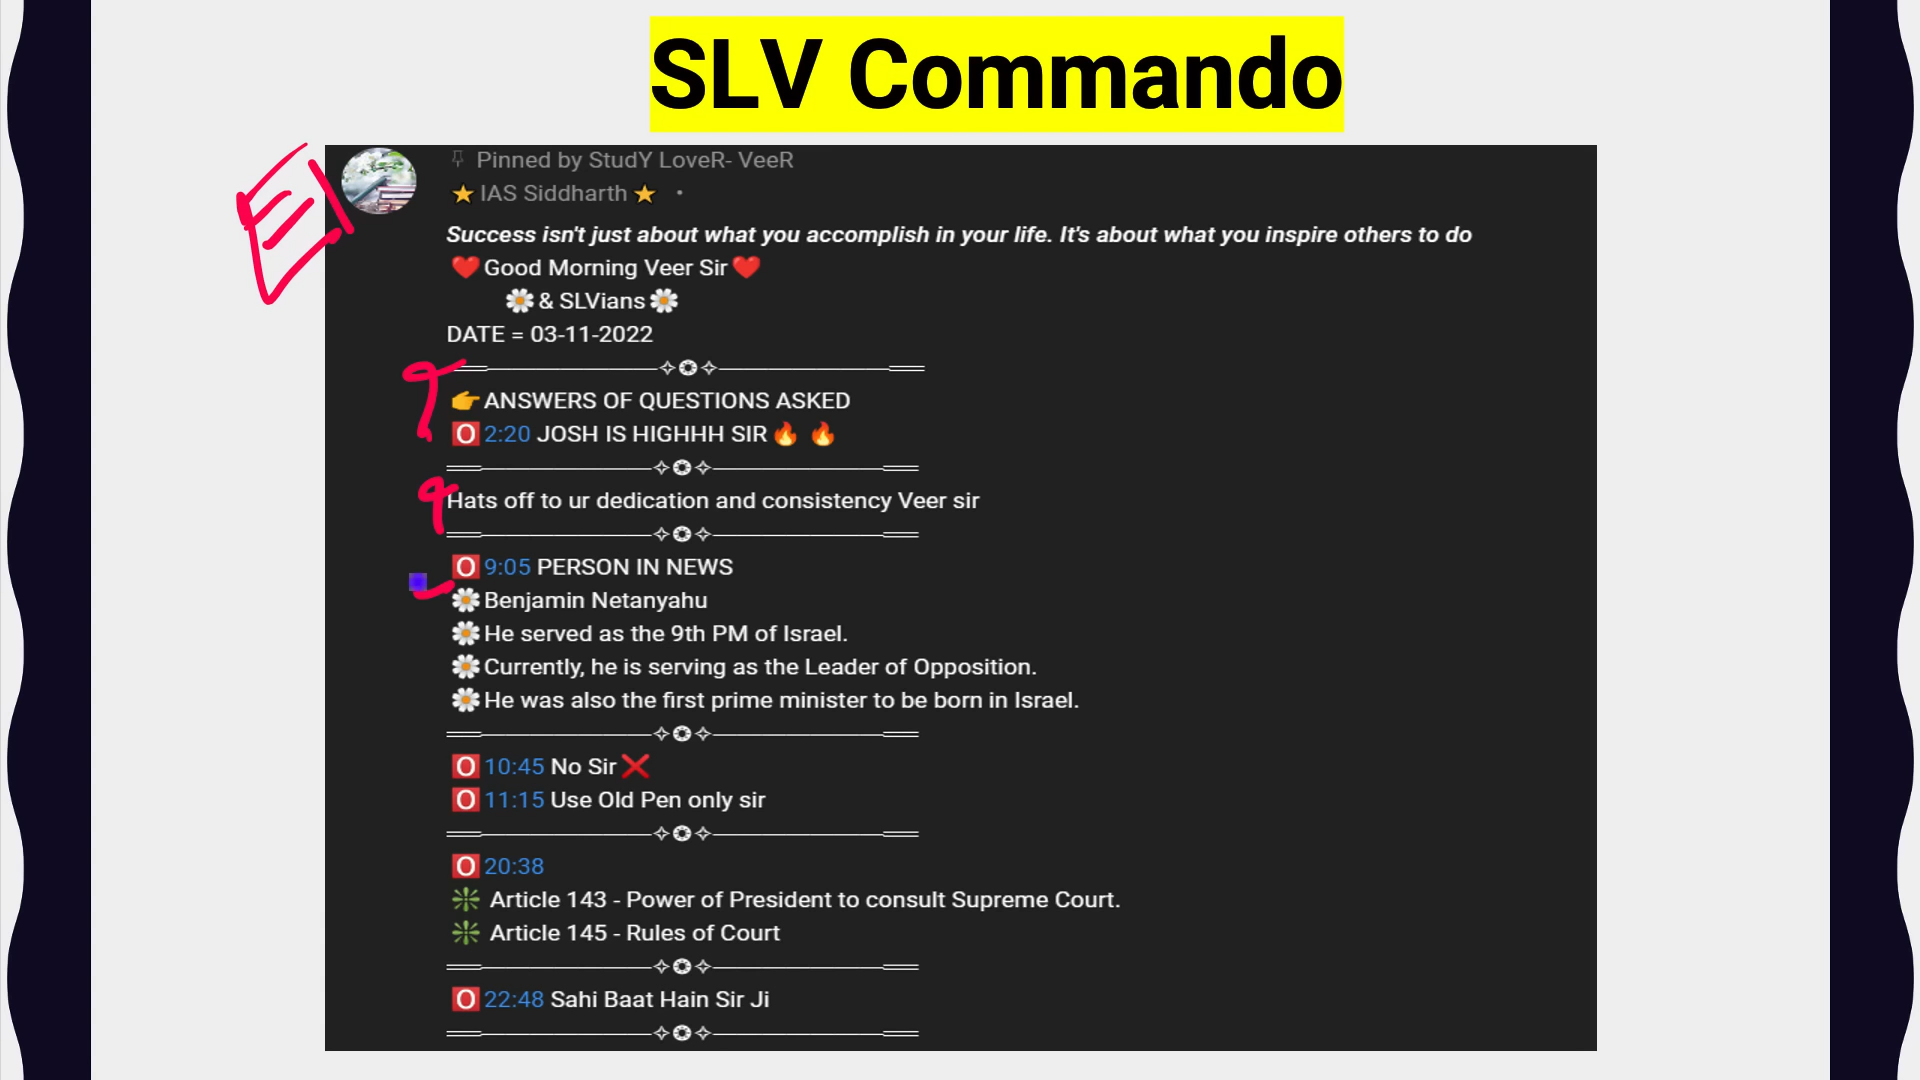 SLV Commando
Pinned by StudY LoveR- VeeR
⭐ IAS Siddharth ⭐ •
Success isn't just about what you accomplish in your life. It's about what you inspire others to do
❤️Good Morning Veer Sir❤️
🌼& SLVians🌼
DATE = 03-11-2022
══───────────────✧❂✧───────────────══
👉ANSWERS OF QUESTIONS ASKED
🅾️2:20 JOSH IS HIGHHH SIR🔥 🔥
══───────────────✧❂✧───────────────══
Hats off to ur dedication and consistency Veer sir
══───────────────✧❂✧───────────────══
🅾️9:05 PERSON IN NEWS
🌼Benjamin Netanyahu
🌼He served as the 9th PM of Israel.
🌼Currently, he is serving as the Leader of Opposition.
🌼He was also the first prime minister to be born in Israel.
══───────────────✧❂✧───────────────══
🅾️10:45 No Sir❌
🅾️11:15 Use Old Pen only sir
══───────────────✧❂✧───────────────══
🅾️20:38
❇️ Article 143 - Power of President to consult Supreme Court.
❇️ Article 145 - Rules of Court
══───────────────✧❂✧───────────────══
🅾️22:48 Sahi Baat Hain Sir Ji
══───────────────✧❂✧───────────────══